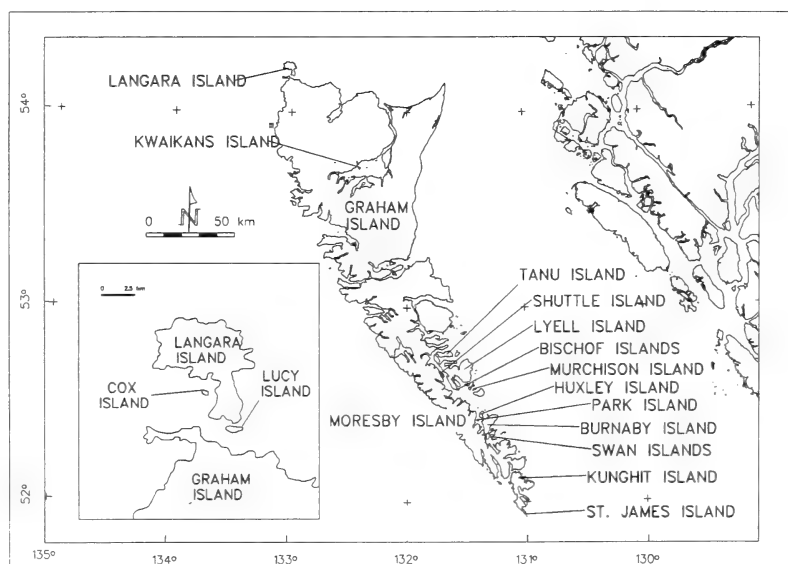 LANGARA ISLAND
54°
KWAIKANS ISLAND
N
0 50 km
GRAHAM
ISLAND
53°
TANU ISLAND
SHUTTLE ISLAND
LYELL ISLAND
BISCHOF ISLANDS
MURCHISON ISLAND
HUXLEY ISLAND
PARK ISLAND
MORESBY ISLAND
BURNABY ISLAND
SWAN ISLANDS
KUNGHIT ISLAND
ST. JAMES ISLAND
0 2.5 km
LANGARA
ISLAND
LUCY
ISLAND
COX
ISLAND
GRAHAM
ISLAND
52°
135° 134° 133° 132° 131° 130°